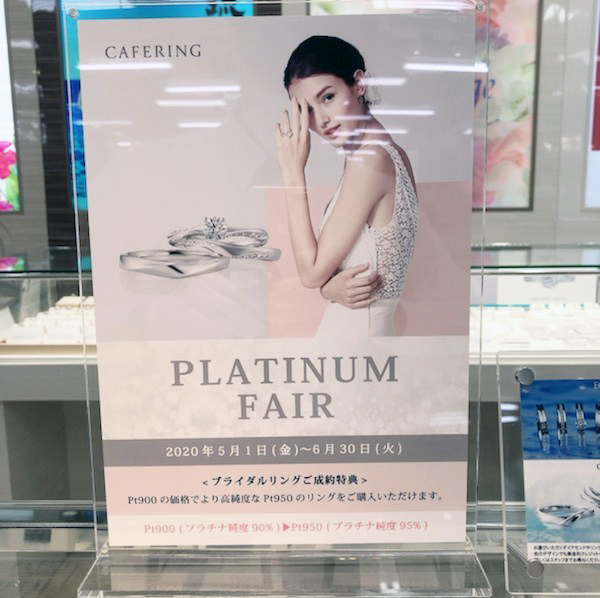 CAFERING
PLATINUM
FAIR
2020年5月1日(金)〜6月30日(火)
<ブライダルリングご成約特典>
Pt900の価格でより高純度なPt950のリングをご購入いただけます。
Pt900(プラチナ純度90%)▶Pt950(プラチナ純度95%)